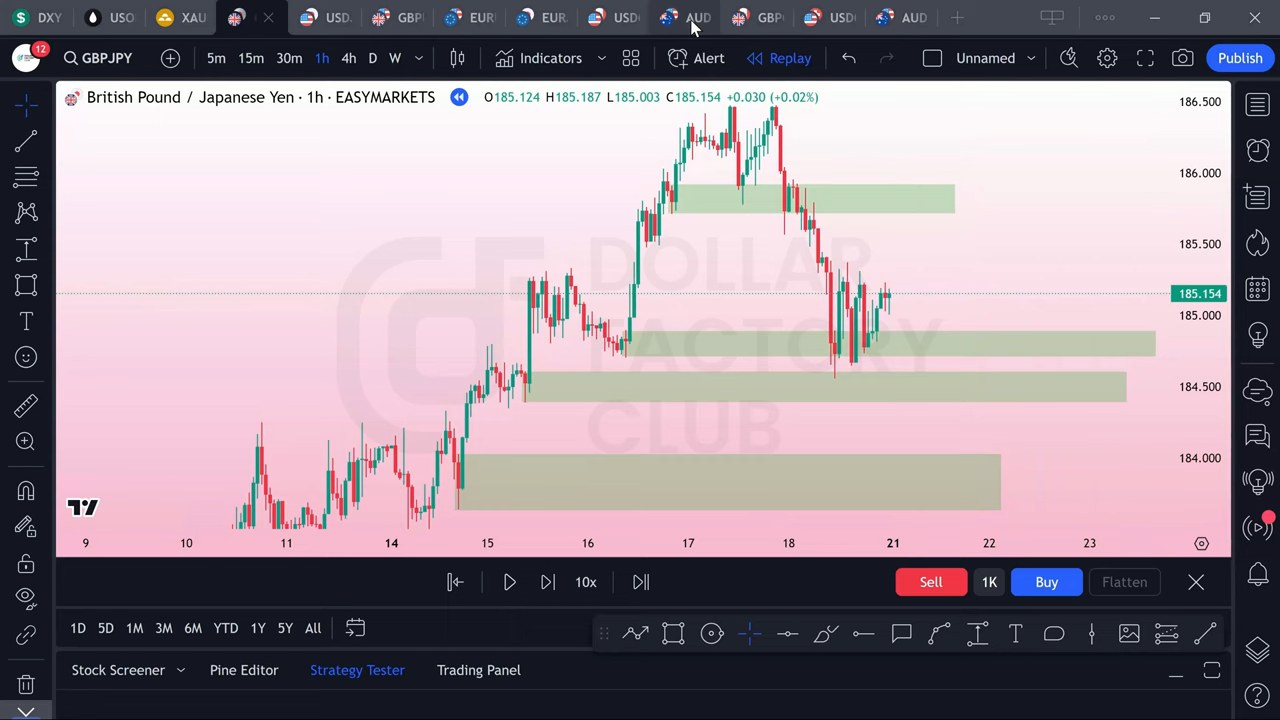 DXY USO XAU USD. GBP EUR EUR. USD AUD GBP USD AUD
12 GBPJPY 5m 15m 30m 1h 4h D W Indicators Alert Replay Unnamed Publish
British Pound / Japanese Yen · 1h · EASYMARKETS O185.124 H185.187 L185.003 C185.154 +0.030 (+0.02%)
186.500
186.000
185.500
185.154
185.000
184.500
184.000
DOLLAR
FACTORY
CLUB
9 10 11 14 15 16 17 18 21 22 23
10x Sell 1K Buy Flatten
1D 5D 1M 3M 6M YTD 1Y 5Y All
Stock Screener Pine Editor Strategy Tester Trading Panel